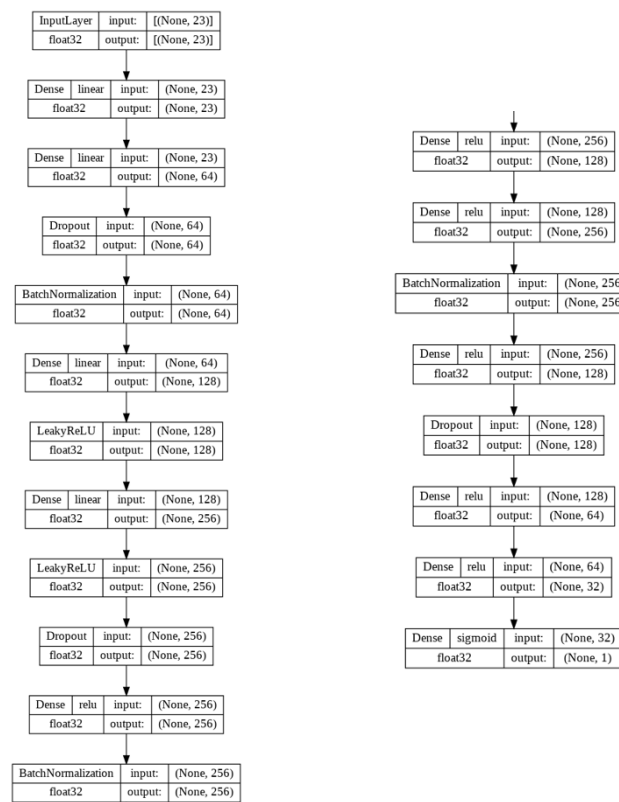 InputLayer input: [(None, 23)]
float32 output: [(None, 23)]
Dense linear input: (None, 23)
float32 output: (None, 23)
Dense linear input: (None, 23)
float32 output: (None, 64)
Dropout input: (None, 64)
float32 output: (None, 64)
BatchNormalization input: (None, 64)
float32 output: (None, 64)
Dense linear input: (None, 64)
float32 output: (None, 128)
LeakyReLU input: (None, 128)
float32 output: (None, 128)
Dense linear input: (None, 128)
float32 output: (None, 256)
LeakyReLU input: (None, 256)
float32 output: (None, 256)
Dropout input: (None, 256)
float32 output: (None, 256)
Dense relu input: (None, 256)
float32 output: (None, 256)
BatchNormalization input: (None, 256)
float32 output: (None, 256)
Dense relu input: (None, 256)
float32 output: (None, 128)
Dense relu input: (None, 128)
float32 output: (None, 256)
BatchNormalization input: (None, 256
float32 output: (None, 256
Dense relu input: (None, 256)
float32 output: (None, 128)
Dropout input: (None, 128)
float32 output: (None, 128)
Dense relu input: (None, 128)
float32 output: (None, 64)
Dense relu input: (None, 64)
float32 output: (None, 32)
Dense sigmoid input: (None, 32)
float32 output: (None, 1)